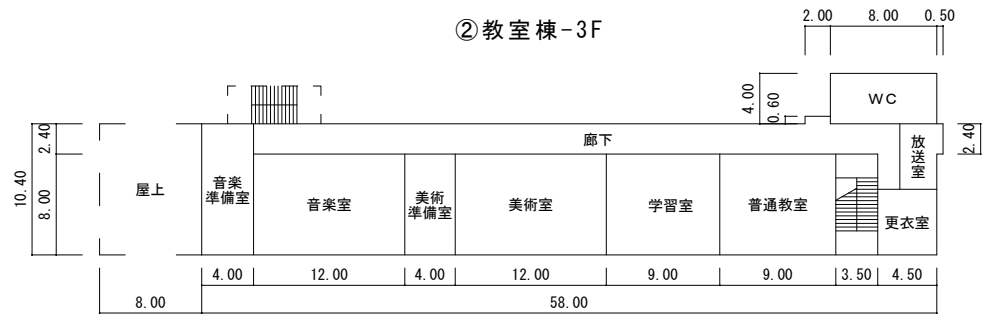 ②教室棟-3F
2.00 8.00 0.50
4.00
0.60
WC
2.40
10.40
8.00
廊下
放送室
2.40
屋上
音楽
準備室
音楽室
美術
準備室
美術室
学習室
普通教室
更衣室
4.00 12.00 4.00 12.00 9.00 9.00 3.50 4.50
8.00 58.00